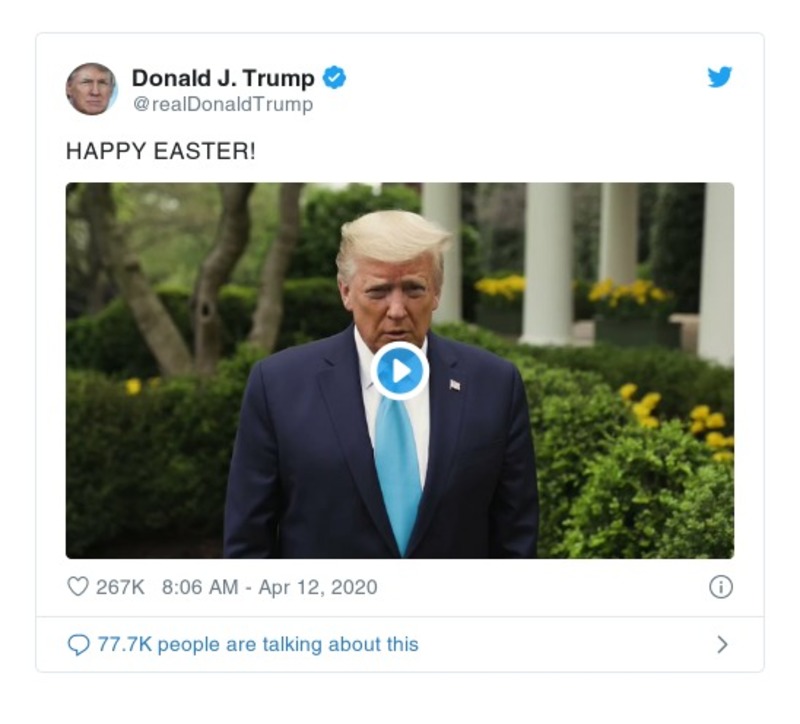 Donald J. Trump
@realDonaldTrump
HAPPY EASTER!
267K 8:06 AM - Apr 12, 2020
77.7K people are talking about this